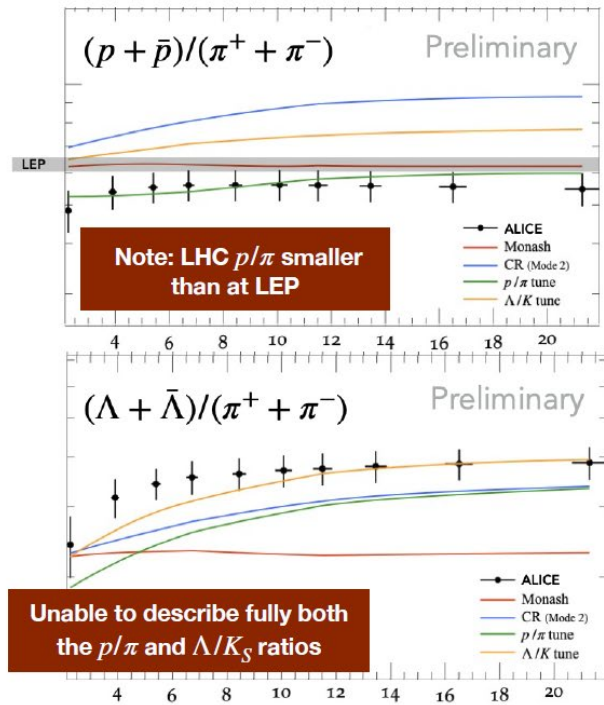 (p + p̄)/(π⁺ + π⁻)
Preliminary
LEP
ALICE
Monash
CR (Mode 2)
p/π tune
Λ/K tune
Note: LHC p/π smaller
than at LEP
4 6 8 10 12 14 16 18 20
(Λ + Λ̄)/(π⁺ + π⁻)
Preliminary
ALICE
Monash
CR (Mode 2)
p/π tune
Λ/K tune
Unable to describe fully both
the p/π and Λ/K_S ratios
4 6 8 10 12 14 16 18 20